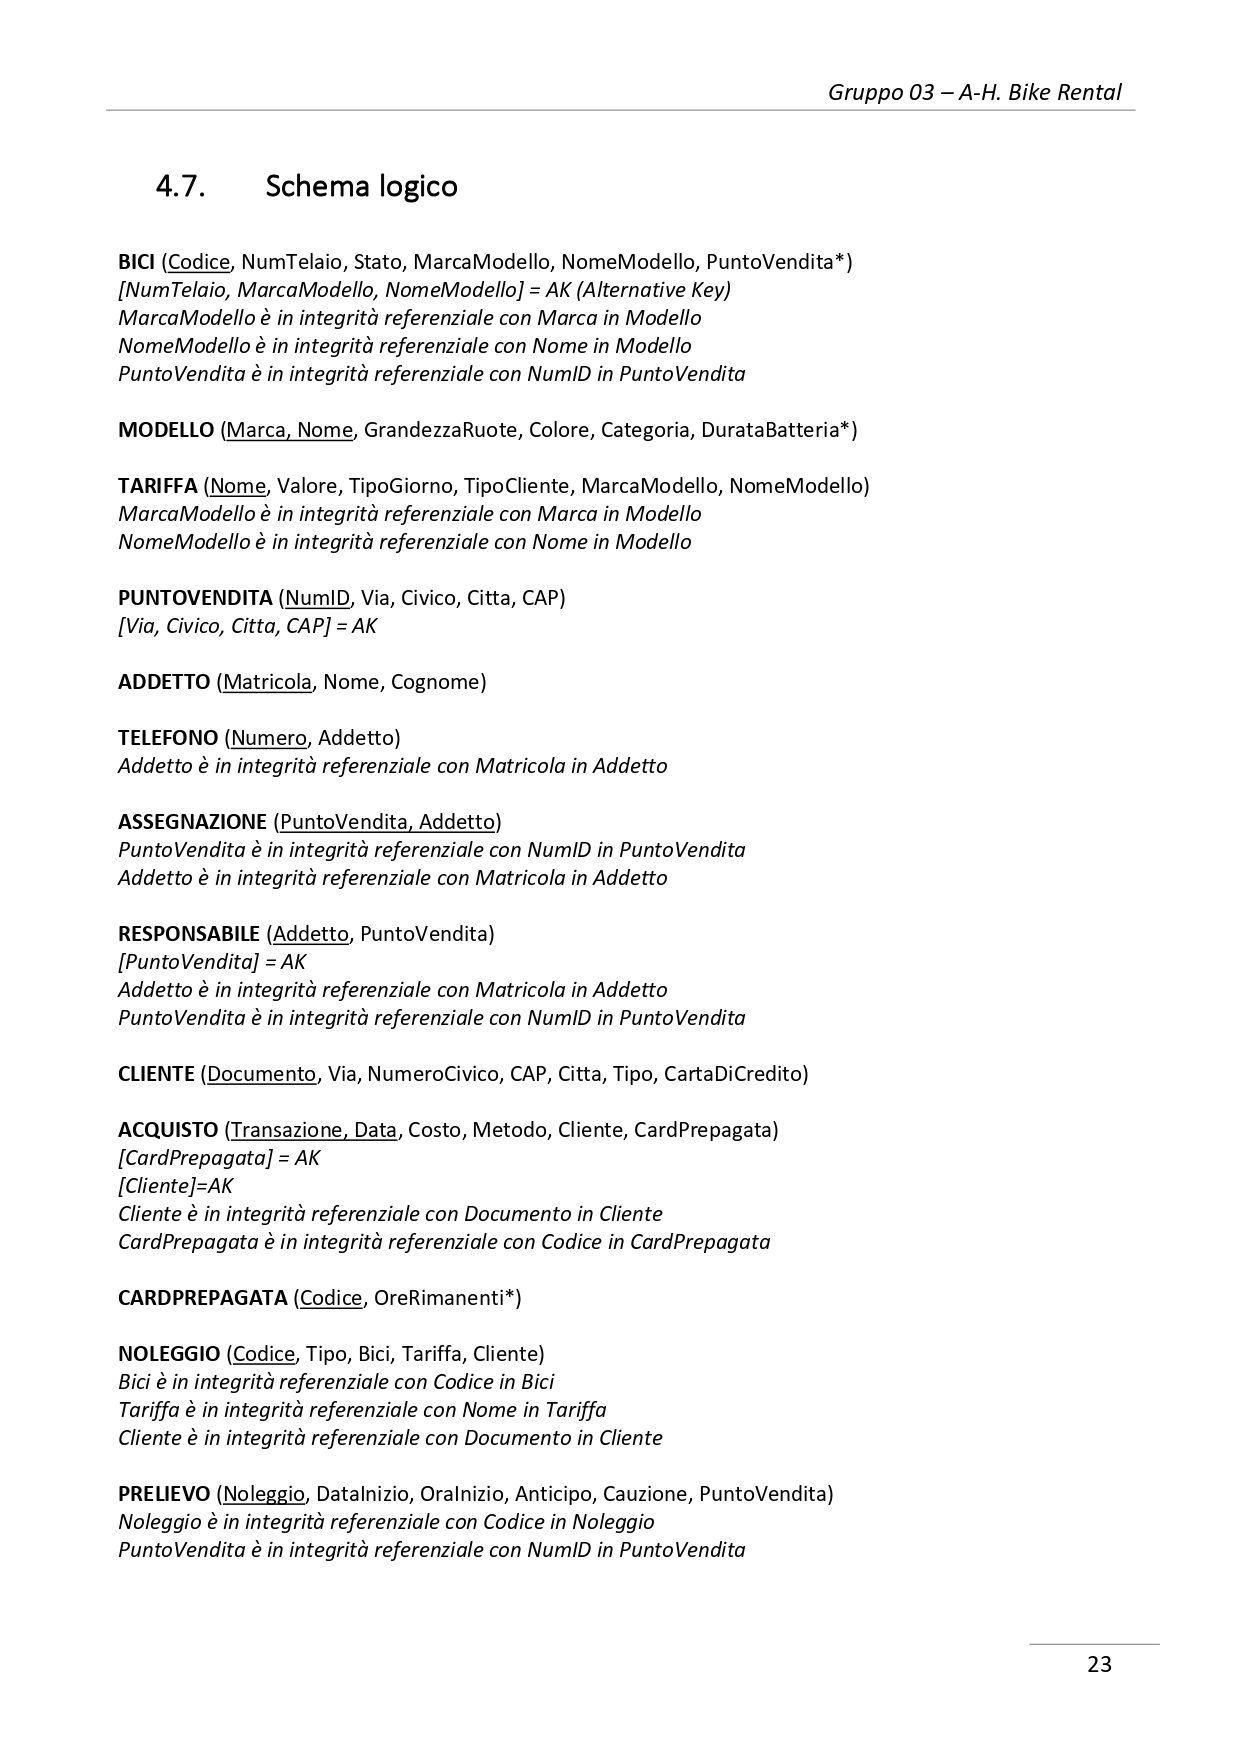 Gruppo 03 – A-H. Bike Rental
4.7. Schema logico
BICI (Codice, NumTelaio, Stato, MarcaModello, NomeModello, PuntoVendita*)
[NumTelaio, MarcaModello, NomeModello] = AK (Alternative Key)
MarcaModello è in integrità referenziale con Marca in Modello
NomeModello è in integrità referenziale con Nome in Modello
PuntoVendita è in integrità referenziale con NumID in PuntoVendita
MODELLO (Marca, Nome, GrandezzaRuote, Colore, Categoria, DurataBatteria*)
TARIFFA (Nome, Valore, TipoGiorno, TipoCliente, MarcaModello, NomeModello)
MarcaModello è in integrità referenziale con Marca in Modello
NomeModello è in integrità referenziale con Nome in Modello
PUNTOVENDITA (NumID, Via, Civico, Citta, CAP)
[Via, Civico, Citta, CAP] = AK
ADDETTO (Matricola, Nome, Cognome)
TELEFONO (Numero, Addetto)
Addetto è in integrità referenziale con Matricola in Addetto
ASSEGNAZIONE (PuntoVendita, Addetto)
PuntoVendita è in integrità referenziale con NumID in PuntoVendita
Addetto è in integrità referenziale con Matricola in Addetto
RESPONSABILE (Addetto, PuntoVendita)
[PuntoVendita] = AK
Addetto è in integrità referenziale con Matricola in Addetto
PuntoVendita è in integrità referenziale con NumID in PuntoVendita
CLIENTE (Documento, Via, NumeroCivico, CAP, Citta, Tipo, CartaDiCredito)
ACQUISTO (Transazione, Data, Costo, Metodo, Cliente, CardPrepagata)
[CardPrepagata] = AK
[Cliente]=AK
Cliente è in integrità referenziale con Documento in Cliente
CardPrepagata è in integrità referenziale con Codice in CardPrepagata
CARDPREPAGATA (Codice, OreRimanenti*)
NOLEGGIO (Codice, Tipo, Bici, Tariffa, Cliente)
Bici è in integrità referenziale con Codice in Bici
Tariffa è in integrità referenziale con Nome in Tariffa
Cliente è in integrità referenziale con Documento in Cliente
PRELIEVO (Noleggio, DataInizio, OraInizio, Anticipo, Cauzione, PuntoVendita)
Noleggio è in integrità referenziale con Codice in Noleggio
PuntoVendita è in integrità referenziale con NumID in PuntoVendita
23